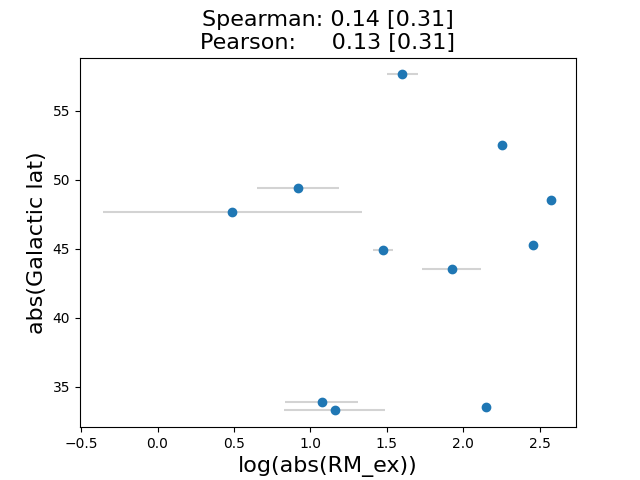 Spearman: 0.14 [0.31]
Pearson: 0.13 [0.31]
abs(Galactic lat)
55
50
45
40
35
−0.5 0.0 0.5 1.0 1.5 2.0 2.5
log(abs(RM_ex))